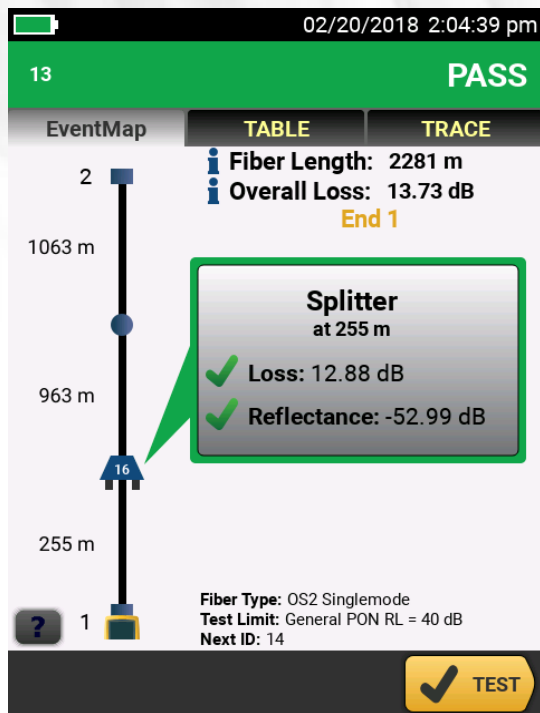 02/20/2018 2:04:39 pm
13
PASS
EventMap
TABLE
TRACE
Fiber Length: 2281 m
Overall Loss: 13.73 dB
End 1
2
1063 m
Splitter
at 255 m
Loss: 12.88 dB
Reflectance: -52.99 dB
963 m
16
255 m
Fiber Type: OS2 Singlemode
Test Limit: General PON RL = 40 dB
Next ID: 14
?
1
TEST